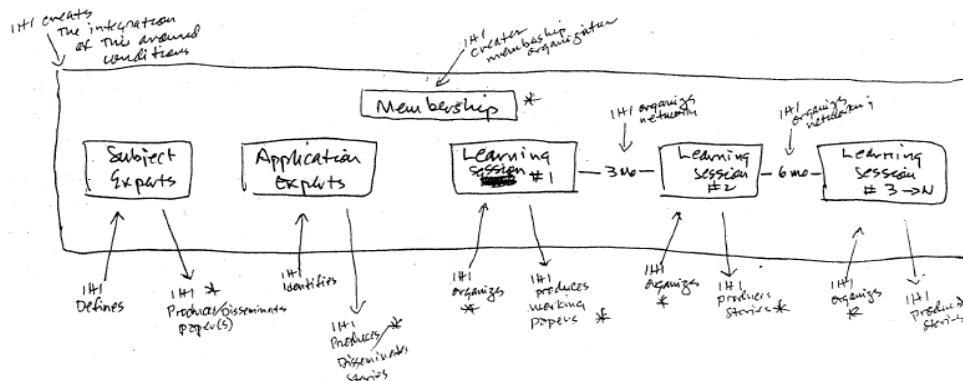 IHI creates
the integration
of this around
conditions
IHI
creates
membership
organization
Membership *
IHI organizes
network
IHI
organizes
networking
Subject
Experts
Application
Experts
Learning
Session
#1
3 mo
Learning
Session
#2
6 mo
Learning
Session
# 3 → N
IHI
Defines
IHI *
Produces/Disseminates
paper(s)
IHI
Identifies
IHI
Produces *
Disseminates
stories
IHI
organizes
*
IHI
produces
working
papers *
IHI
organizes
*
IHI
produces
stories *
IHI
organizes
*
IHI
produces
stories